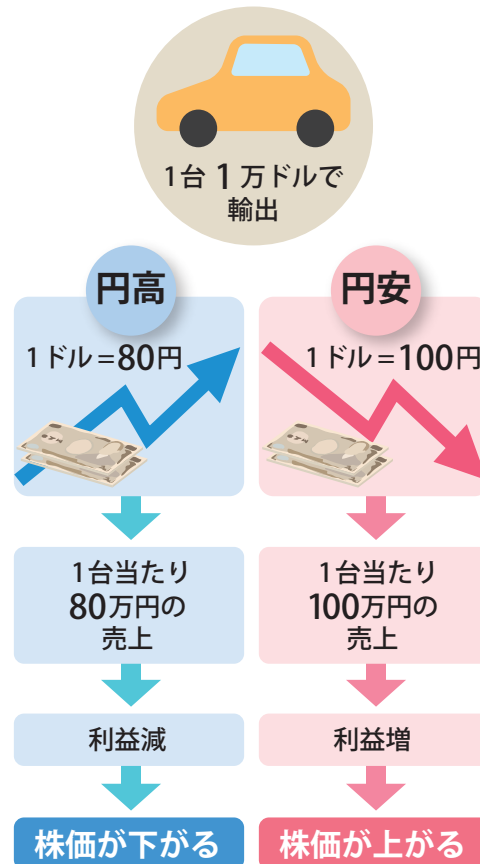 1台 1万ドルで
輸出
円高
1ドル=80円
1台当たり
80万円の
売上
利益減
株価が下がる
円安
1ドル=100円
1台当たり
100万円の
売上
利益増
株価が上がる